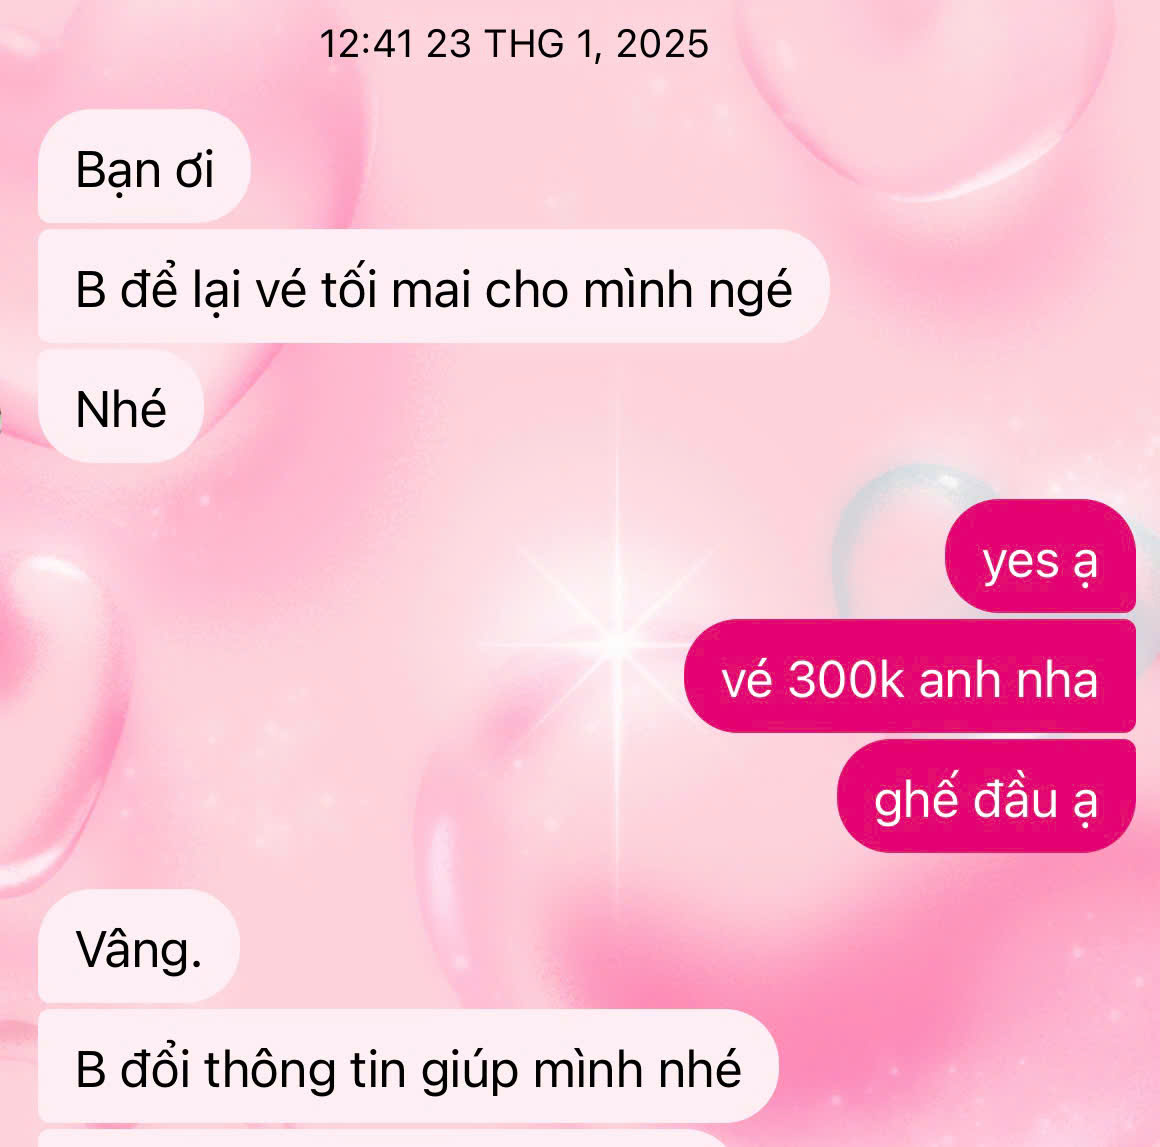 12:41 23 THG 1, 2025
Bạn ơi
B để lại vé tối mai cho mình ngé
Nhé
yes ạ
vé 300k anh nha
ghế đầu ạ
Vâng.
B đổi thông tin giúp mình nhé